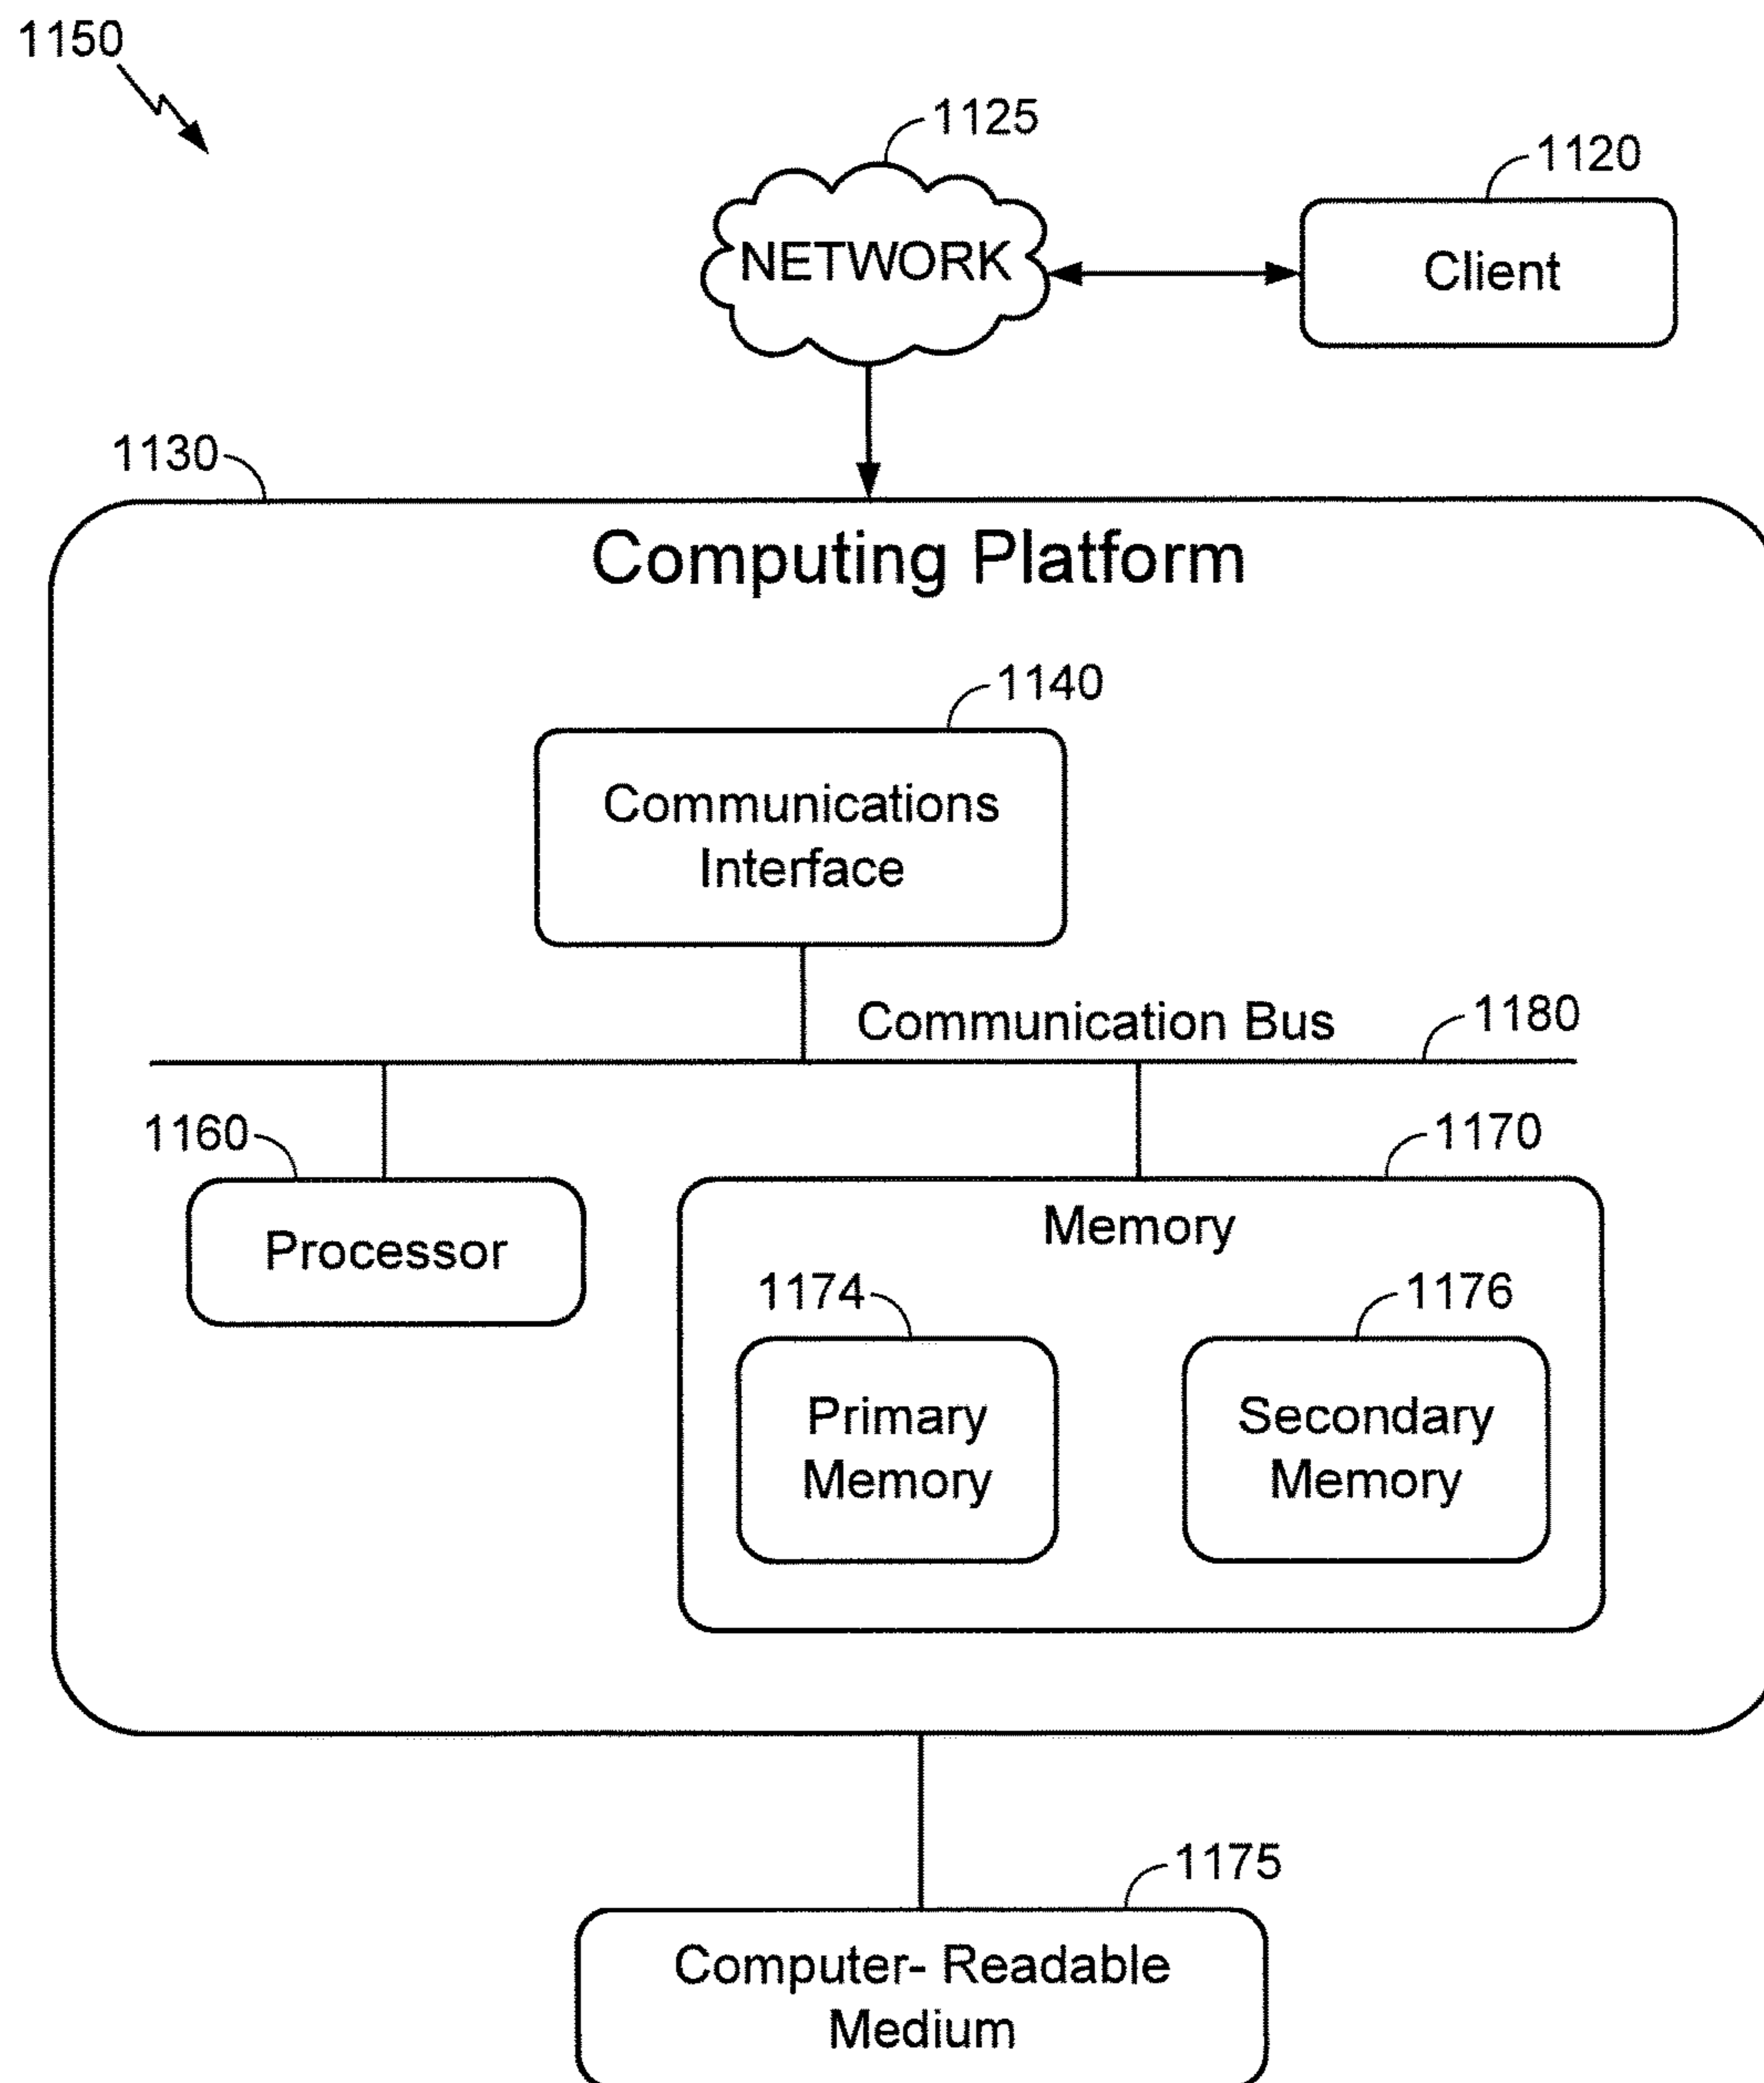 1150
1125
1120
NETWORK
Client
1130
Computing Platform
1140
Communications
Interface
Communication Bus
1180
1160
1170
Processor
Memory
1174
1176
Primary
Memory
Secondary
Memory
1175
Computer- Readable
Medium